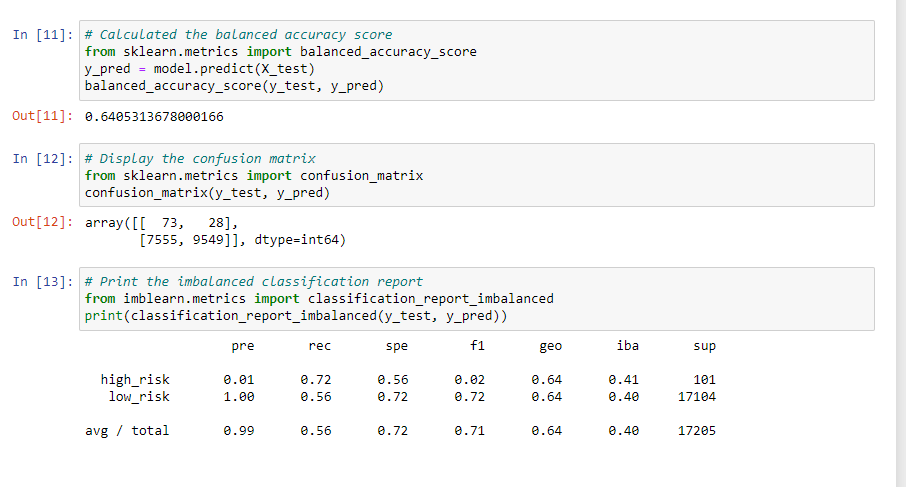 In [11]: # Calculated the balanced accuracy score
from sklearn.metrics import balanced_accuracy_score
y_pred = model.predict(X_test)
balanced_accuracy_score(y_test, y_pred)
Out[11]: 0.6405313678000166
In [12]: # Display the confusion matrix
from sklearn.metrics import confusion_matrix
confusion_matrix(y_test, y_pred)
Out[12]: array([[  73,   28],
[7555, 9549]], dtype=int64)
In [13]: # Print the imbalanced classification report
from imblearn.metrics import classification_report_imbalanced
print(classification_report_imbalanced(y_test, y_pred))
pre rec spe f1 geo iba sup
high_risk 0.01 0.72 0.56 0.02 0.64 0.41 101
low_risk 1.00 0.56 0.72 0.72 0.64 0.40 17104
avg / total 0.99 0.56 0.72 0.71 0.64 0.40 17205